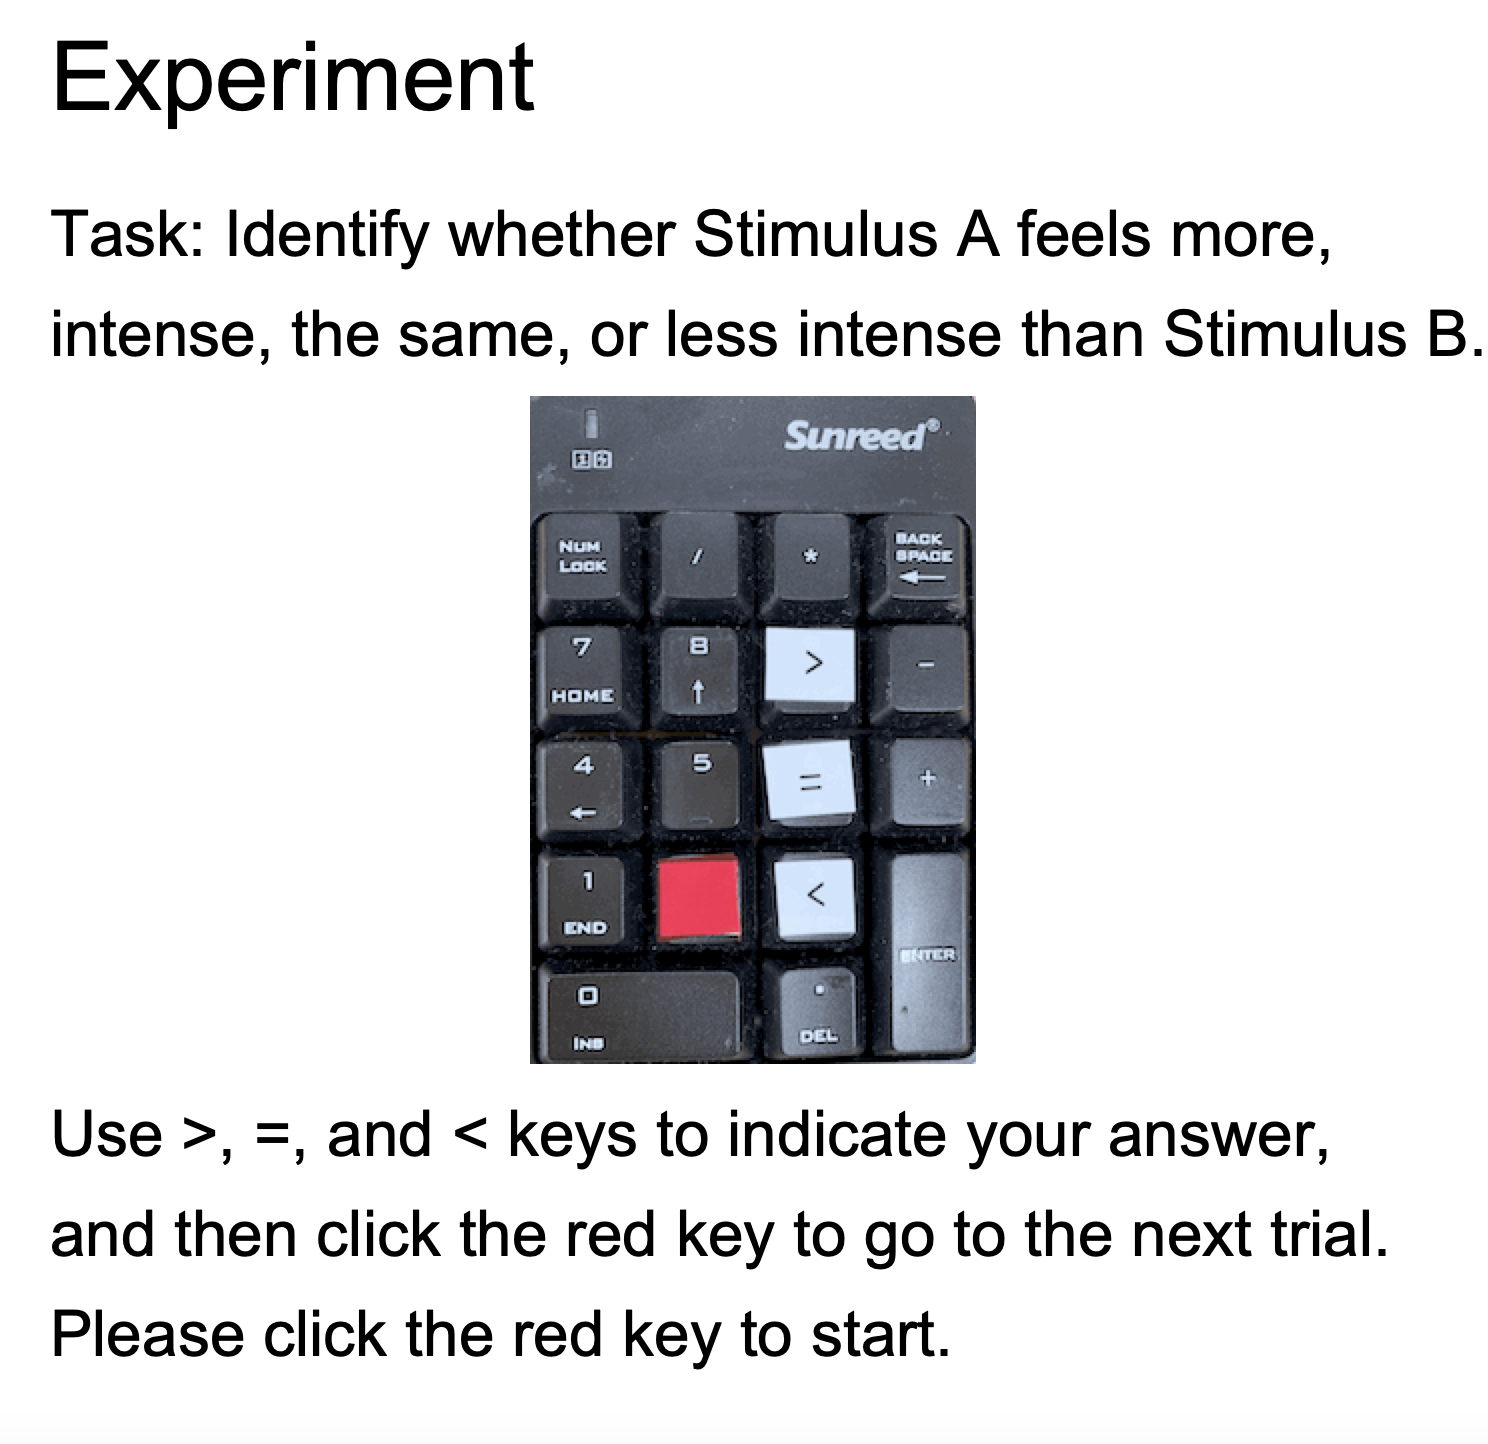 Experiment
Task: Identify whether Stimulus A feels more,
intense, the same, or less intense than Stimulus B.
Sunreed®
NUM
LOCK
/
*
BACK
SPACE
←
7
HOME
8
↑
>
-
4
←
5
=
+
1
END
<
ENTER
0
INS
.
DEL
Use >, =, and < keys to indicate your answer,
and then click the red key to go to the next trial.
Please click the red key to start.